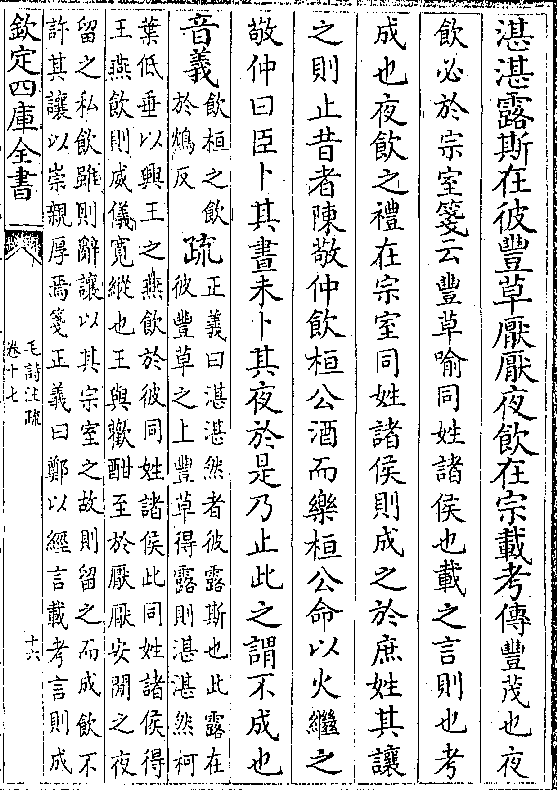 湛湛露斯在彼豐草厭厭夜飲在宗載考傳豐茂也夜
飲必於宗室箋云豐草喻同姓諸侯也載之言則也考
成也夜飲之禮在宗室同姓諸侯則成之於庶姓其讓
之則止昔者陳敬仲飲桓公酒而樂桓公命以火繼之
敬仲曰臣卜其晝未卜其夜於是乃止此之謂不成也
音義
飲桓之飲
於鴆反
疏
正義曰湛湛然者彼露斯也此露在
彼豐草之上豐草得露則湛湛然柯
葉低垂以興王之燕飲於彼同姓諸侯此同姓諸侯得
王燕飲則威儀寬縱也王與歡酣至於厭厭安閒之夜
留之私飲雖則辭讓以其宗室之故則留之而成飲不
許其讓以崇親厚焉箋正義曰鄭以經言載考言則成
欽定四庫全書
毛詩注疏
卷十七
十六